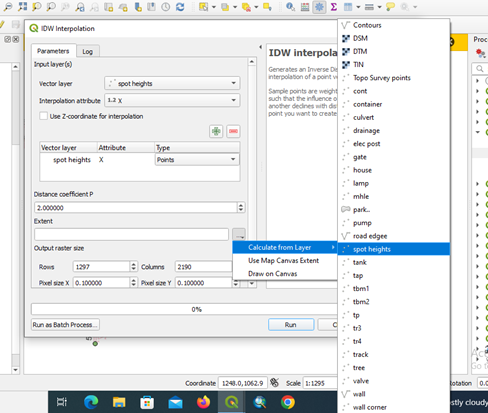 IDW Interpolation
Parameters
Log
Input layer(s)
Vector layer
spot heights
Interpolation attribute
1.2 X
Use Z-coordinate for interpolation
Vector layer Attribute Type
spot heights X Points
Distance coefficient P
2.000000
Extent
Output raster size
Rows 1297 Columns 2190
Pixel size X 0.100000 Pixel size Y 0.100000
0%
Run as Batch Process...
Run
IDW interpola
Generates an Inverse Di
interpolation of a point v
Sample points are weight
such that the influence o
another declines with dist
point you want to create
Calculate from Layer
Use Map Canvas Extent
Draw on Canvas
Contours
DSM
DTM
TIN
Topo Survey points
cont
container
culvert
drainage
elec post
gate
house
lamp
mhle
park..
pump
road edgee
spot heights
tank
tap
tbm1
tbm2
tp
tr3
tr4
track
tree
valve
wall
wall corner
Proce
Coordinate 1248.0,1062.9
Scale 1:1295
Rotation 0.0
ostly cloudy